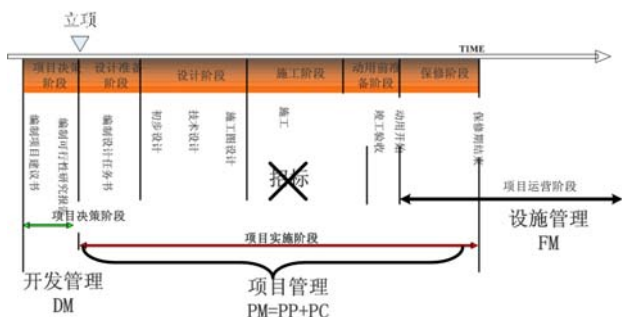 立项
TIME
项目决策
阶段
设计准备
阶段
设计阶段
施工阶段
动用前准
备阶段
保修阶段
编制项目建议书
编制可行性研究报告
编制设计任务书
初步设计
技术设计
施工图设计
施工
竣工验收
动用开始
保修期结束
招标
项目运营阶段
项目决策阶段
设施管理
FM
项目实施阶段
开发管理
DM
项目管理
PM=PP+PC